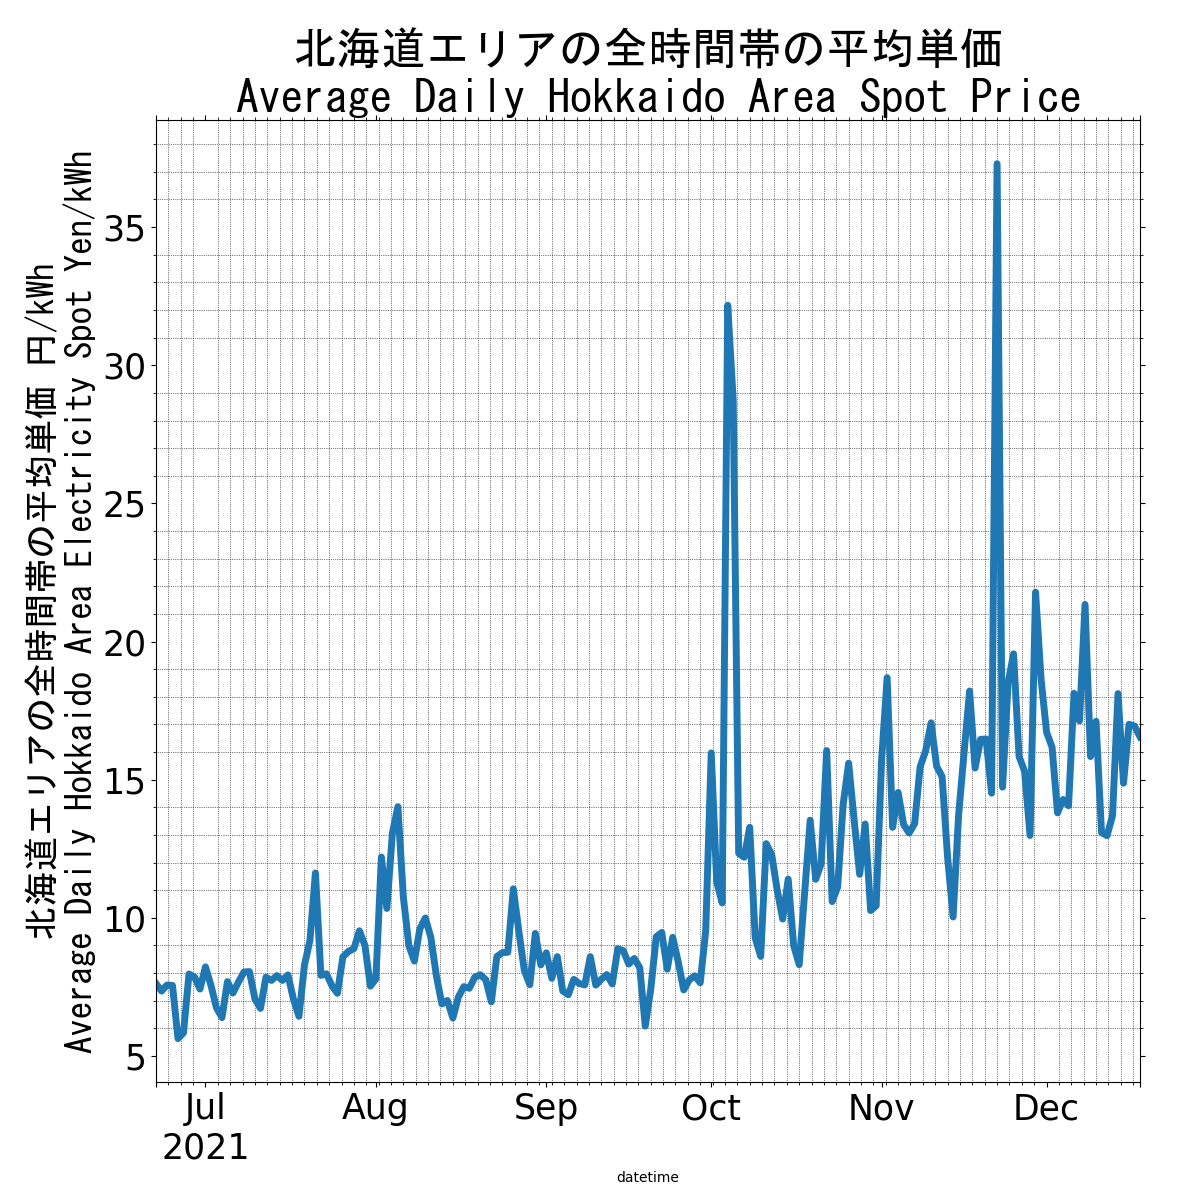 北海道エリアの全時間帯の平均単価
Average Daily Hokkaido Area Spot Price
北海道エリアの全時間帯の平均単価 円/kWh
Average Daily Hokkaido Area Electricity Spot Yen/kWh
35
30
25
20
15
10
5
Jul Aug Sep Oct Nov Dec
2021
datetime